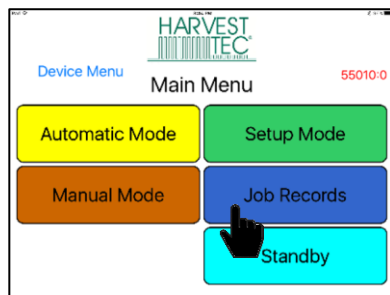 HARVEST
TEC
Device Menu
Main Menu
55010:0
Automatic Mode
Setup Mode
Manual Mode
Job Records
Standby